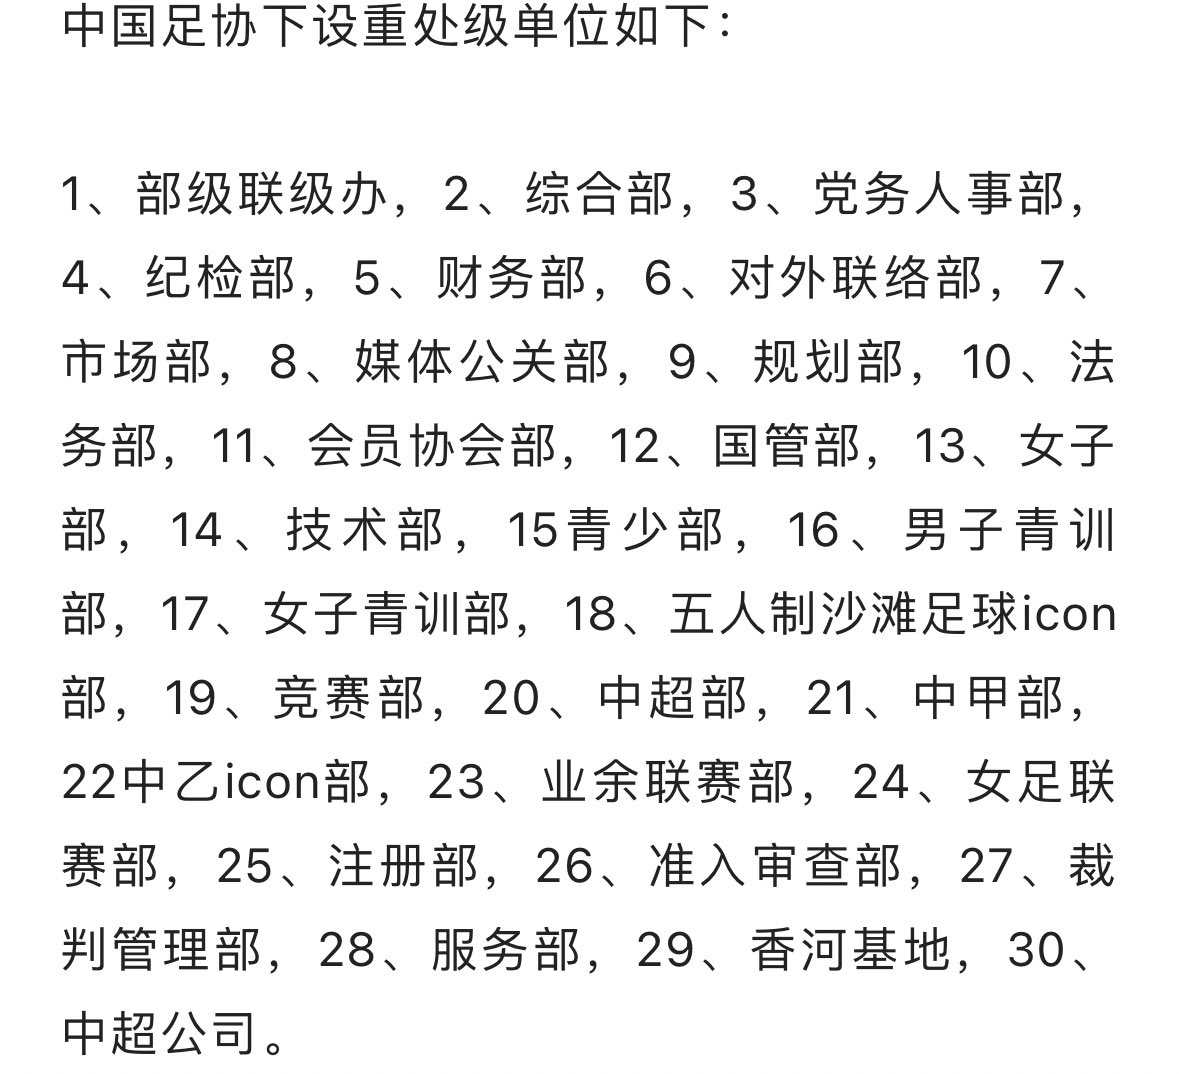 中国足协下设重处级单位如下：
1、部级联级办，2、综合部，3、党务人事部，
4、纪检部，5、财务部，6、对外联络部，7、
市场部，8、媒体公关部，9、规划部，10、法
务部，11、会员协会部，12、国管部，13、女子
部，14、技术部，15青少部，16、男子青训
部，17、女子青训部，18、五人制沙滩足球icon
部，19、竞赛部，20、中超部，21、中甲部，
22中乙icon部，23、业余联赛部，24、女足联
赛部，25、注册部，26、准入审查部，27、裁
判管理部，28、服务部，29、香河基地，30、
中超公司。